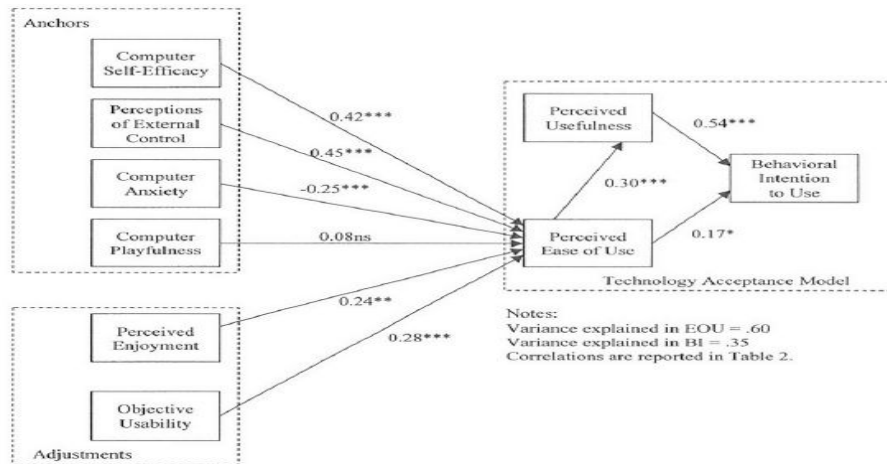 Anchors
Computer
Self-Efficacy
Perceptions
of External
Control
Computer
Anxiety
Computer
Playfulness
0.42***
0.45***
-0.25***
0.08ns
0.24**
0.28***
Perceived
Enjoyment
Objective
Usability
Adjustments
Perceived
Usefulness
0.54***
Behavioral
Intention
to Use
0.30***
Perceived
Ease of Use
0.17*
Technology Acceptance Model
Notes:
Variance explained in EOU = .60
Variance explained in BI = .35
Correlations are reported in Table 2.